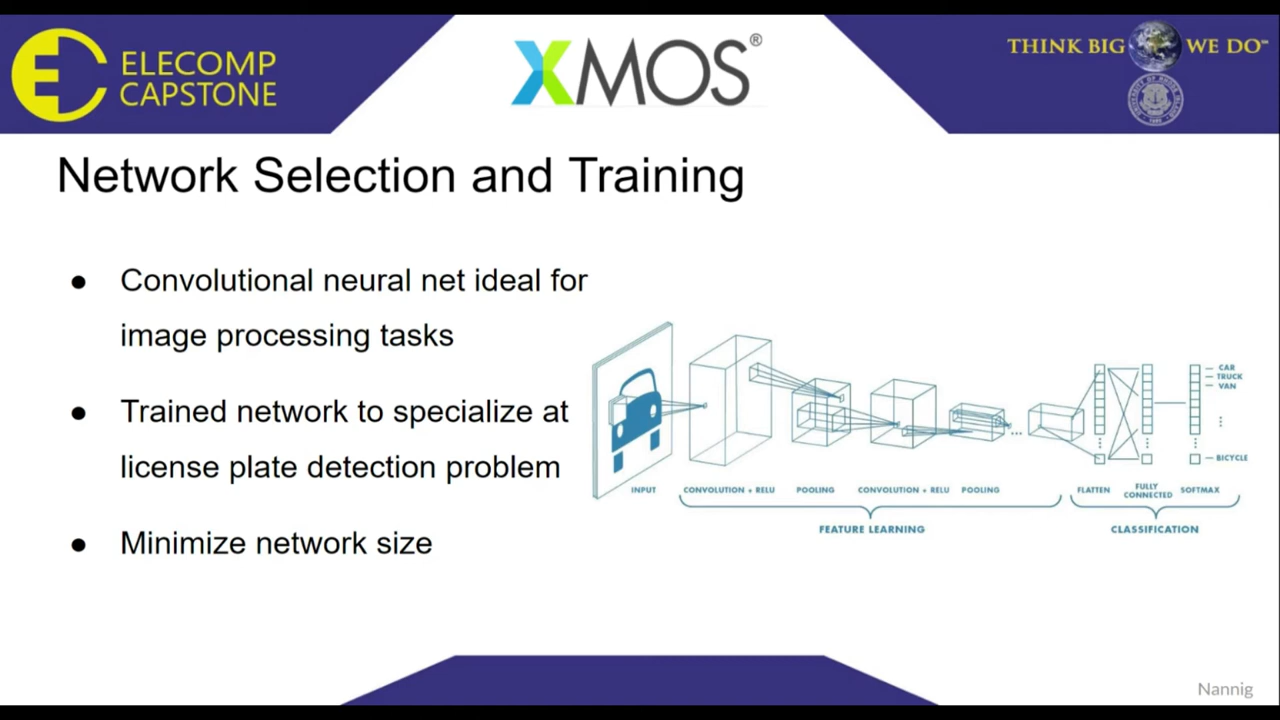 ELECOMP
CAPSTONE
XMOS®
THINK BIG WE DO℠
Network Selection and Training
● Convolutional neural net ideal for
image processing tasks
● Trained network to specialize at
license plate detection problem
● Minimize network size
CAR
TRUCK
VAN
BICYCLE
INPUT
CONVOLUTION + RELU
POOLING
CONVOLUTION + RELU
POOLING
FLATTEN
FULLY
CONNECTED
SOFTMAX
FEATURE LEARNING
CLASSIFICATION
Nannig